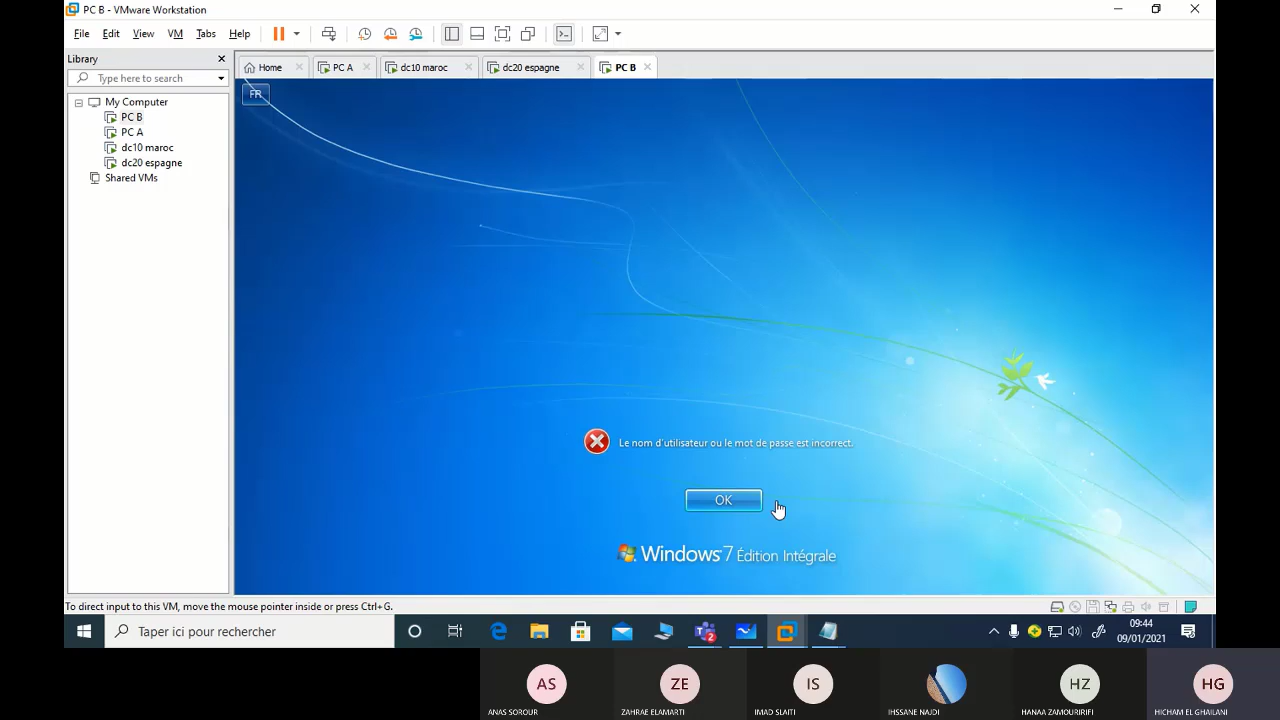 PC B - VMware Workstation
File Edit View VM Tabs Help
Library
Type here to search
My Computer
PC B
PC A
dc10 maroc
dc20 espagne
Shared VMs
Home
PC A
dc10 maroc
dc20 espagne
PC B
FR
Le nom d'utilisateur ou le mot de passe est incorrect.
OK
Windows 7 Édition Intégrale
To direct input to this VM, move the mouse pointer inside or press Ctrl+G.
Taper ici pour rechercher
2
09:44
09/01/2021
AS
ZE
IS
HZ
HG
ANAS SOROUR
ZAHRAE ELAMARTI
IMAD SLAITI
IHSSANE NAJDI
HANAA ZAMOURIRIFI
HICHAM EL GHAILANI